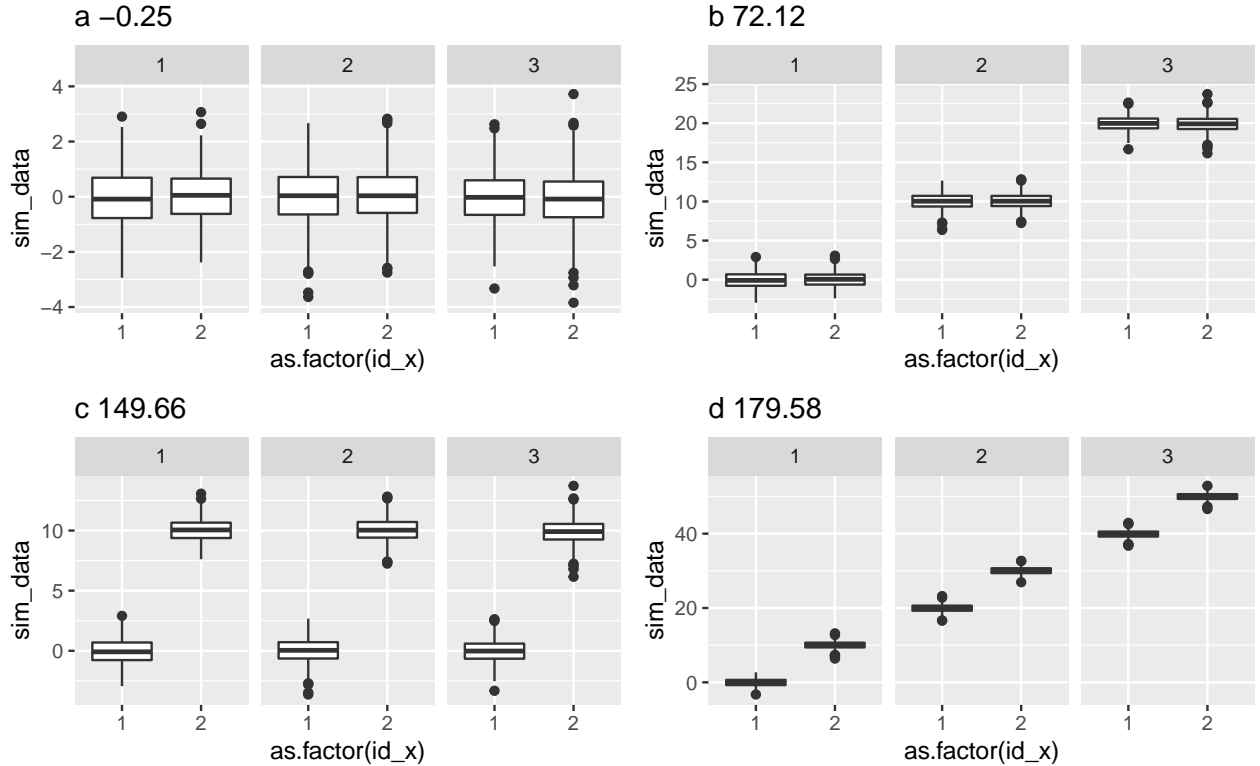 a −0.25
1 2 3
4
2
0
−2
−4
sim_data
1 2 1 2 1 2
as.factor(id_x)
b 72.12
1 2 3
25
20
15
10
5
0
sim_data
1 2 1 2 1 2
as.factor(id_x)
c 149.66
1 2 3
10
5
0
sim_data
1 2 1 2 1 2
as.factor(id_x)
d 179.58
1 2 3
40
20
0
sim_data
1 2 1 2 1 2
as.factor(id_x)